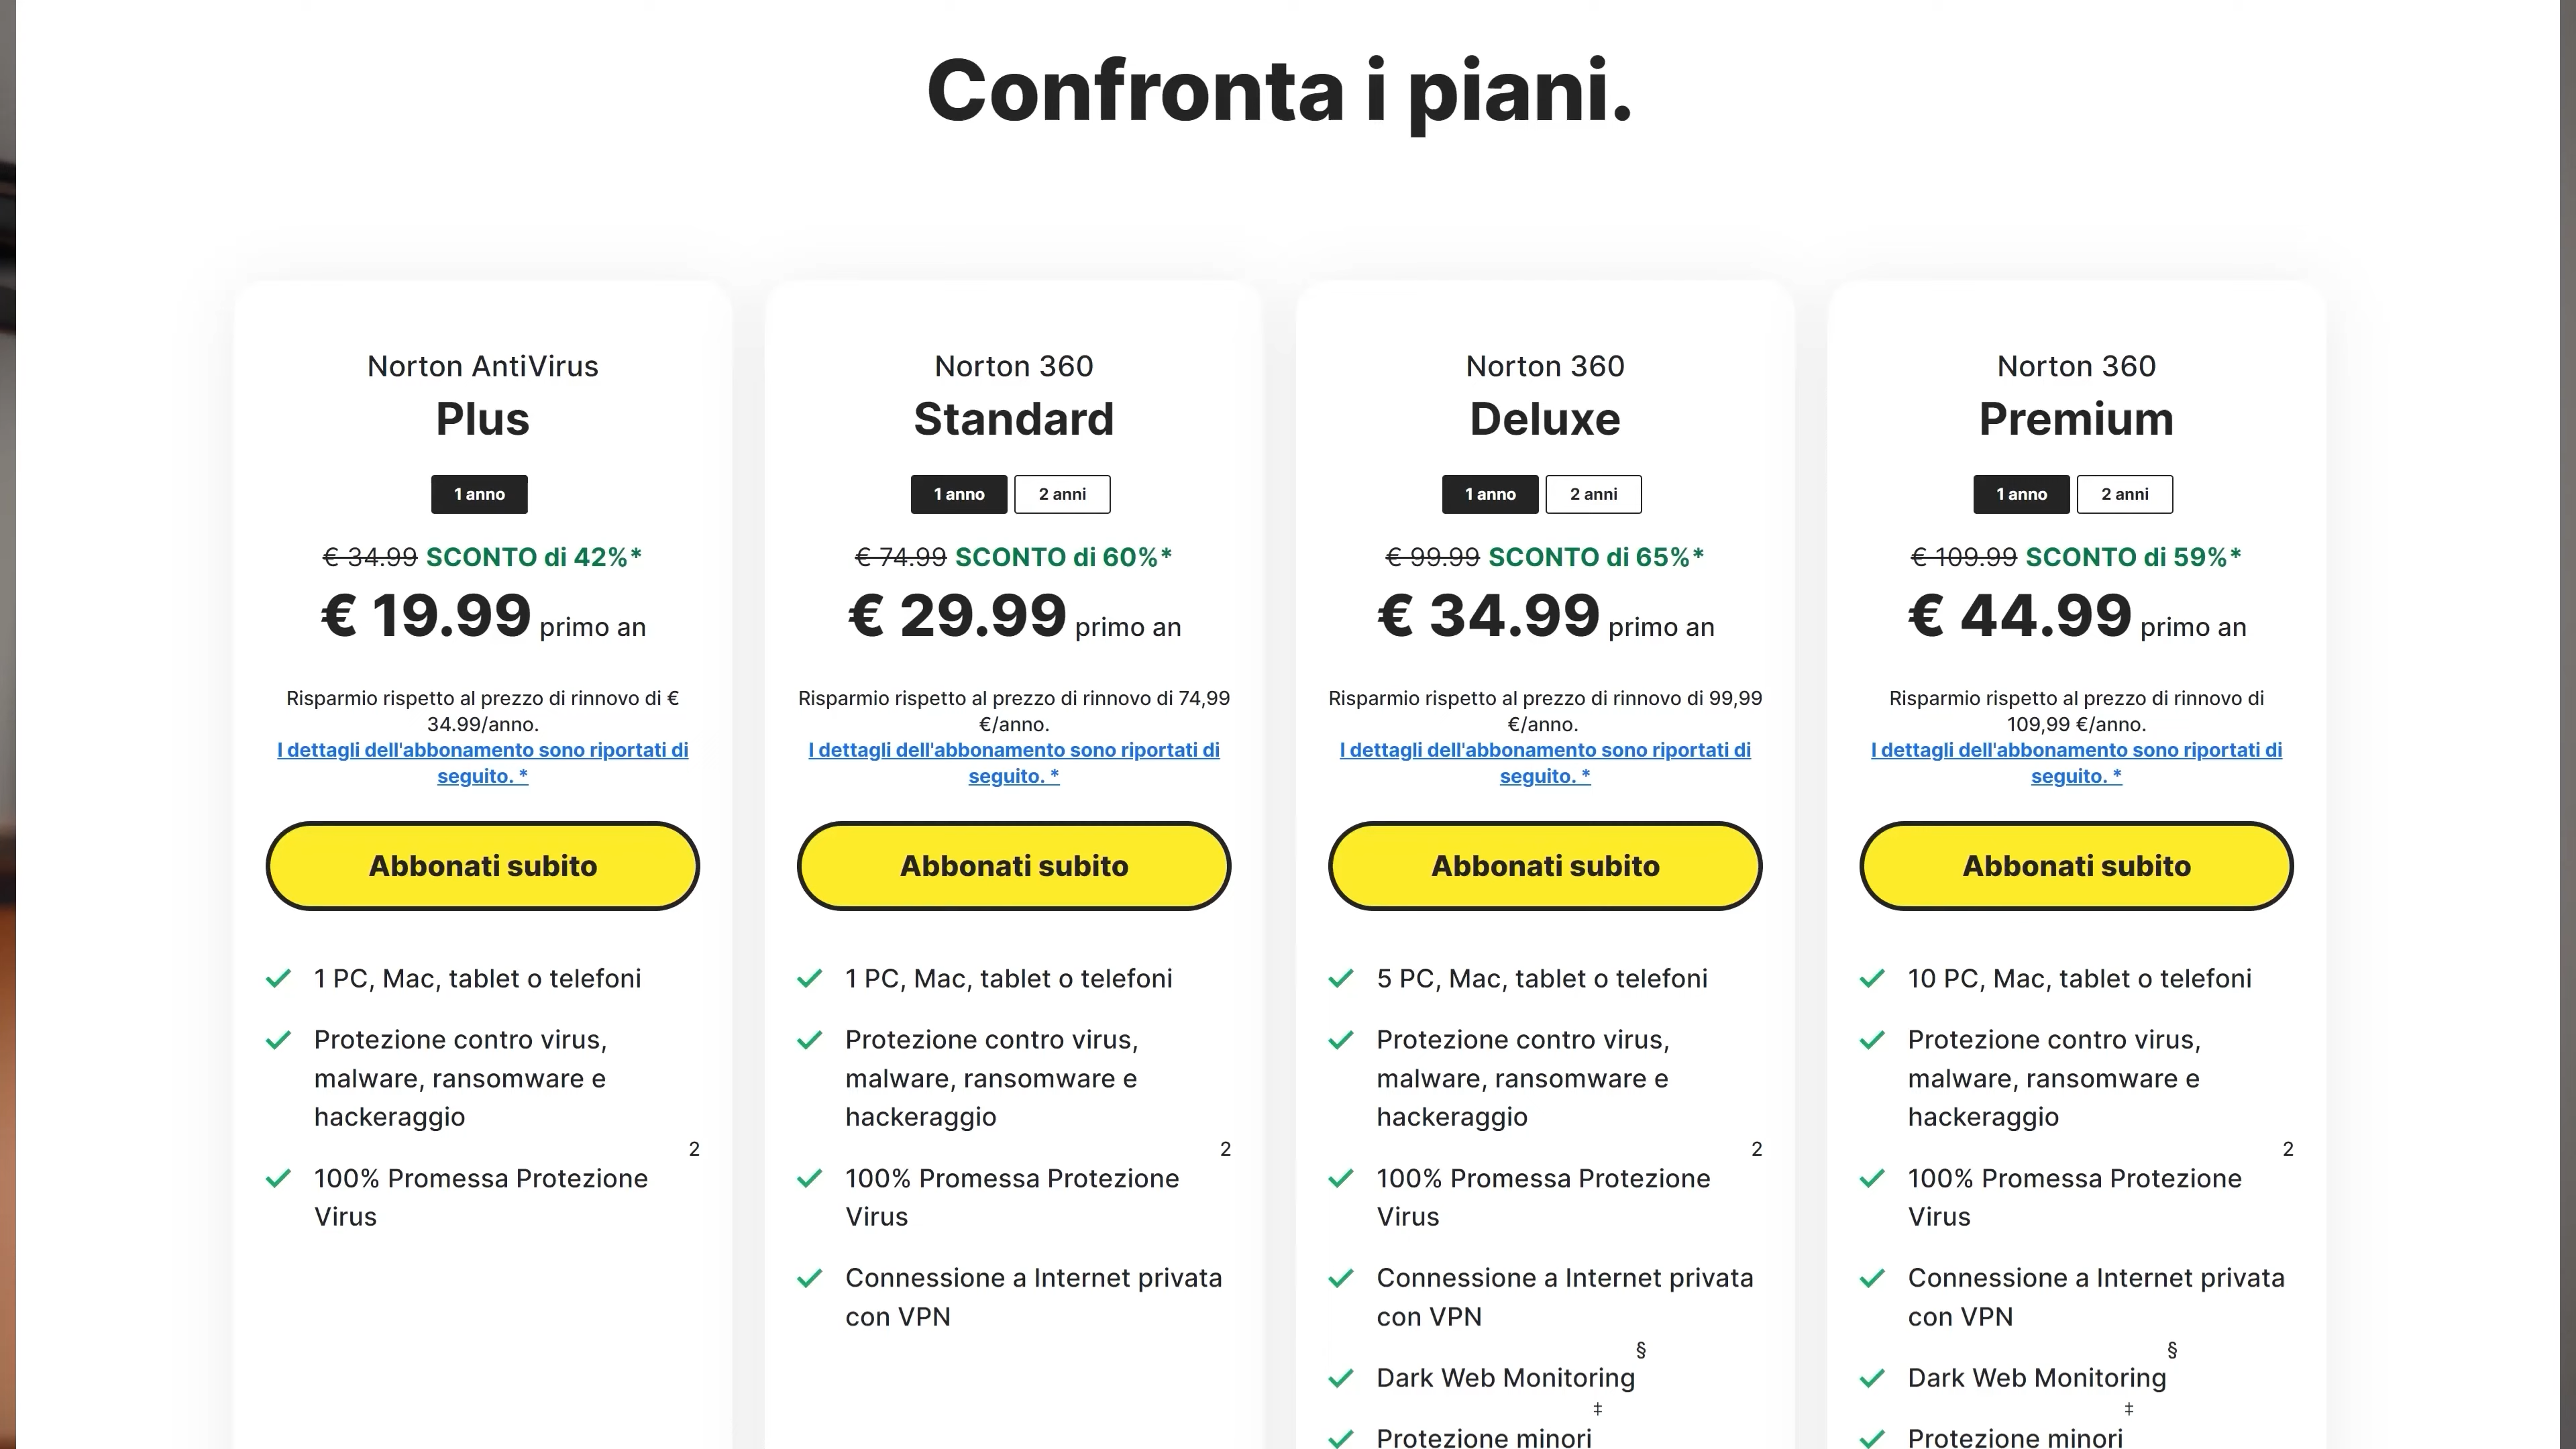 Confronta i piani.
Norton AntiVirus
Plus
1 anno
€ 34.99 SCONTO di 42%*
€ 19.99 primo an
Risparmio rispetto al prezzo di rinnovo di €
34.99/anno.
I dettagli dell'abbonamento sono riportati di
seguito. *
Abbonati subito
1 PC, Mac, tablet o telefoni
Protezione contro virus,
malware, ransomware e
hackeraggio
2
100% Promessa Protezione
Virus
Norton 360
Standard
1 anno 2 anni
€ 74.99 SCONTO di 60%*
€ 29.99 primo an
Risparmio rispetto al prezzo di rinnovo di 74,99
€/anno.
I dettagli dell'abbonamento sono riportati di
seguito. *
Abbonati subito
1 PC, Mac, tablet o telefoni
Protezione contro virus,
malware, ransomware e
hackeraggio
2
100% Promessa Protezione
Virus
Connessione a Internet privata
con VPN
Norton 360
Deluxe
1 anno 2 anni
€ 99.99 SCONTO di 65%*
€ 34.99 primo an
Risparmio rispetto al prezzo di rinnovo di 99,99
€/anno.
I dettagli dell'abbonamento sono riportati di
seguito. *
Abbonati subito
5 PC, Mac, tablet o telefoni
Protezione contro virus,
malware, ransomware e
hackeraggio
2
100% Promessa Protezione
Virus
Connessione a Internet privata
con VPN
Dark Web Monitoring §
Protezione minori ‡
Norton 360
Premium
1 anno 2 anni
€ 109.99 SCONTO di 59%*
€ 44.99 primo an
Risparmio rispetto al prezzo di rinnovo di
109,99 €/anno.
I dettagli dell'abbonamento sono riportati di
seguito. *
Abbonati subito
10 PC, Mac, tablet o telefoni
Protezione contro virus,
malware, ransomware e
hackeraggio
2
100% Promessa Protezione
Virus
Connessione a Internet privata
con VPN
Dark Web Monitoring §
Protezione minori ‡